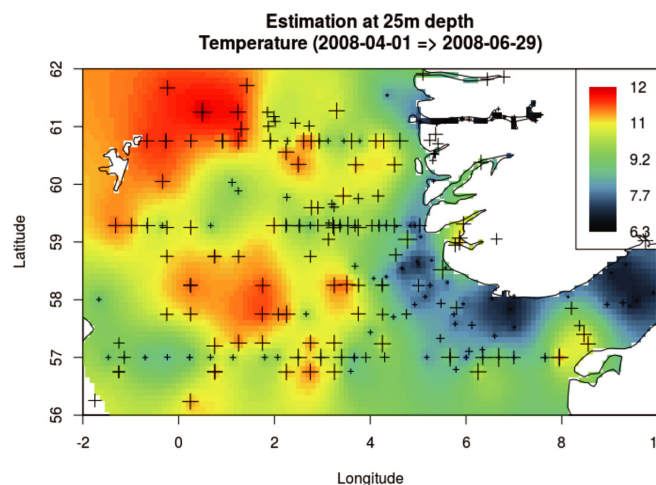 Estimation at 25m depth
Temperature (2008-04-01 => 2008-06-29)
62
61
60
59
58
57
56
Latitude
12
11
9.2
7.7
6.3
-2 0 2 4 6 8 1
Longitude